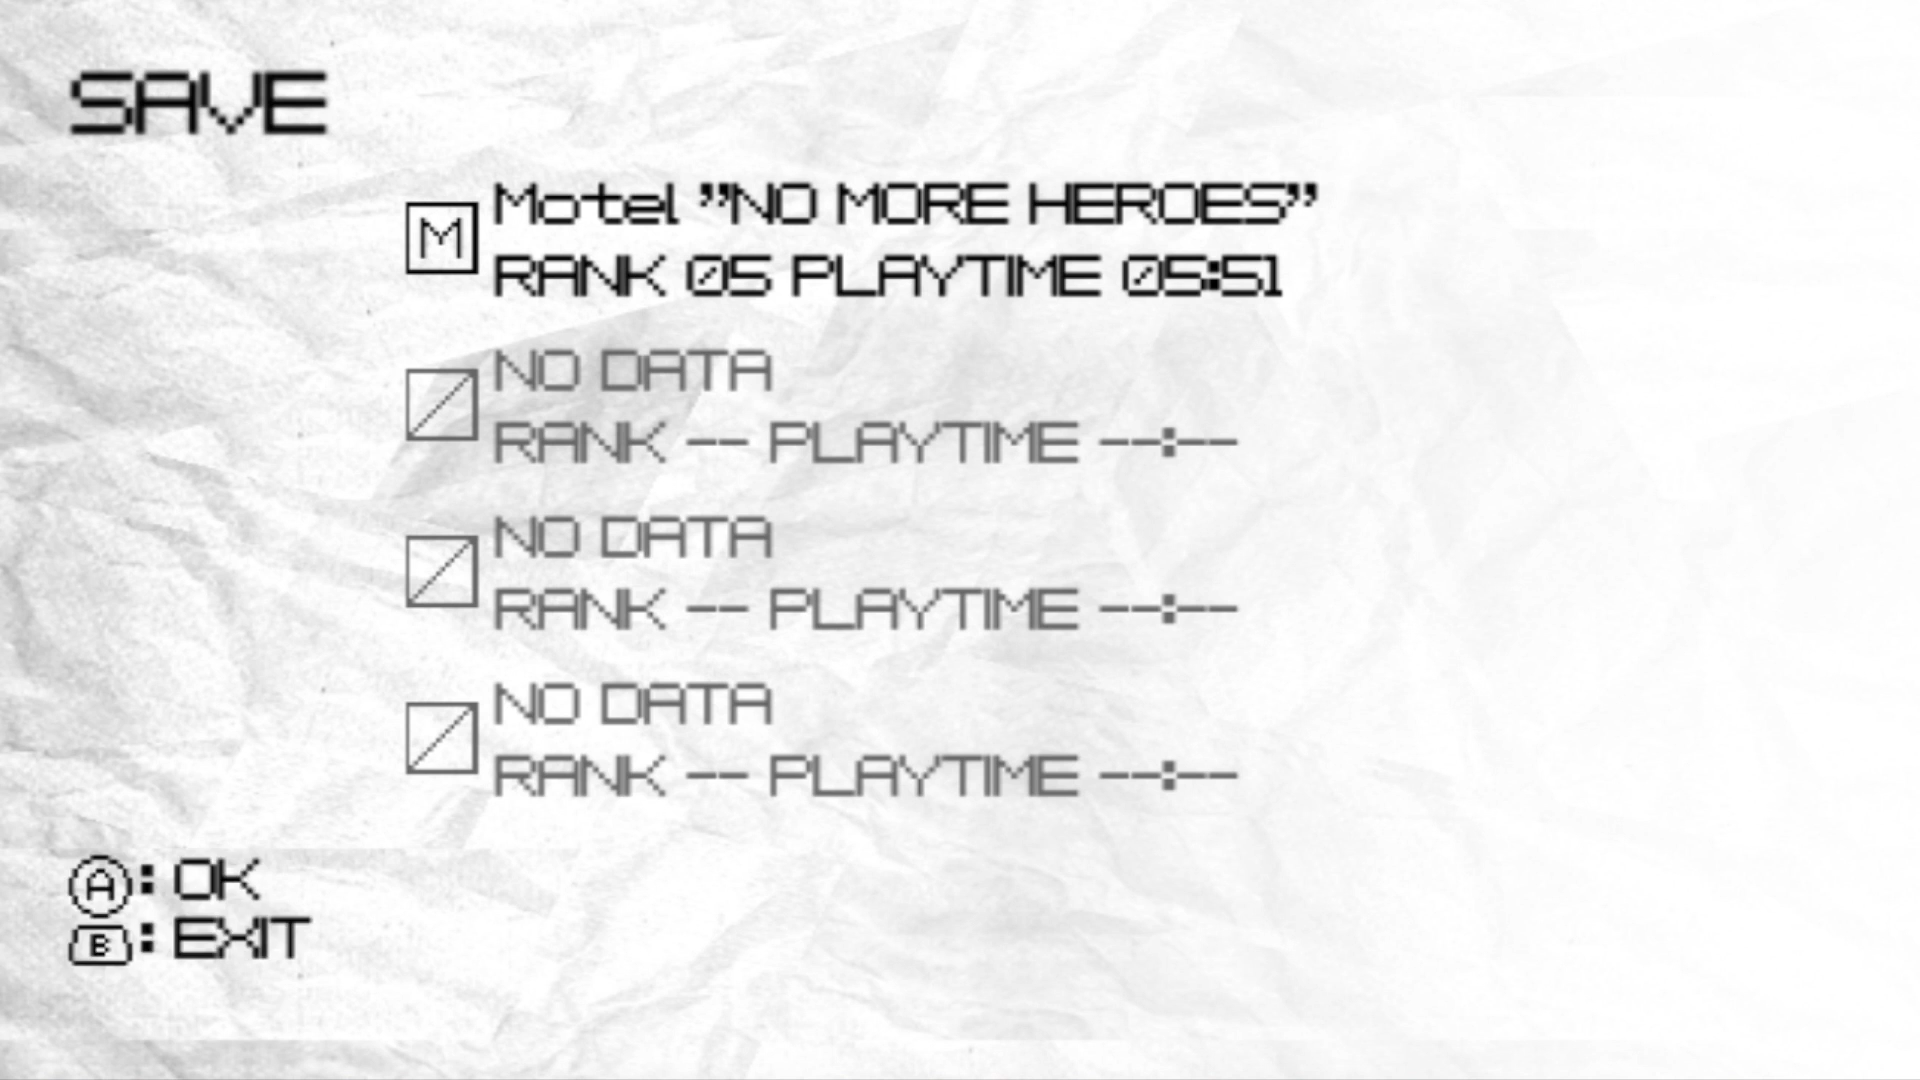 SAVE
M
Motel ”NO MORE HEROES”
RANK 05 PLAYTIME 05:51
NO DATA
RANK -- PLAYTIME --:--
NO DATA
RANK -- PLAYTIME --:--
NO DATA
RANK -- PLAYTIME --:--
A: OK
B: EXIT